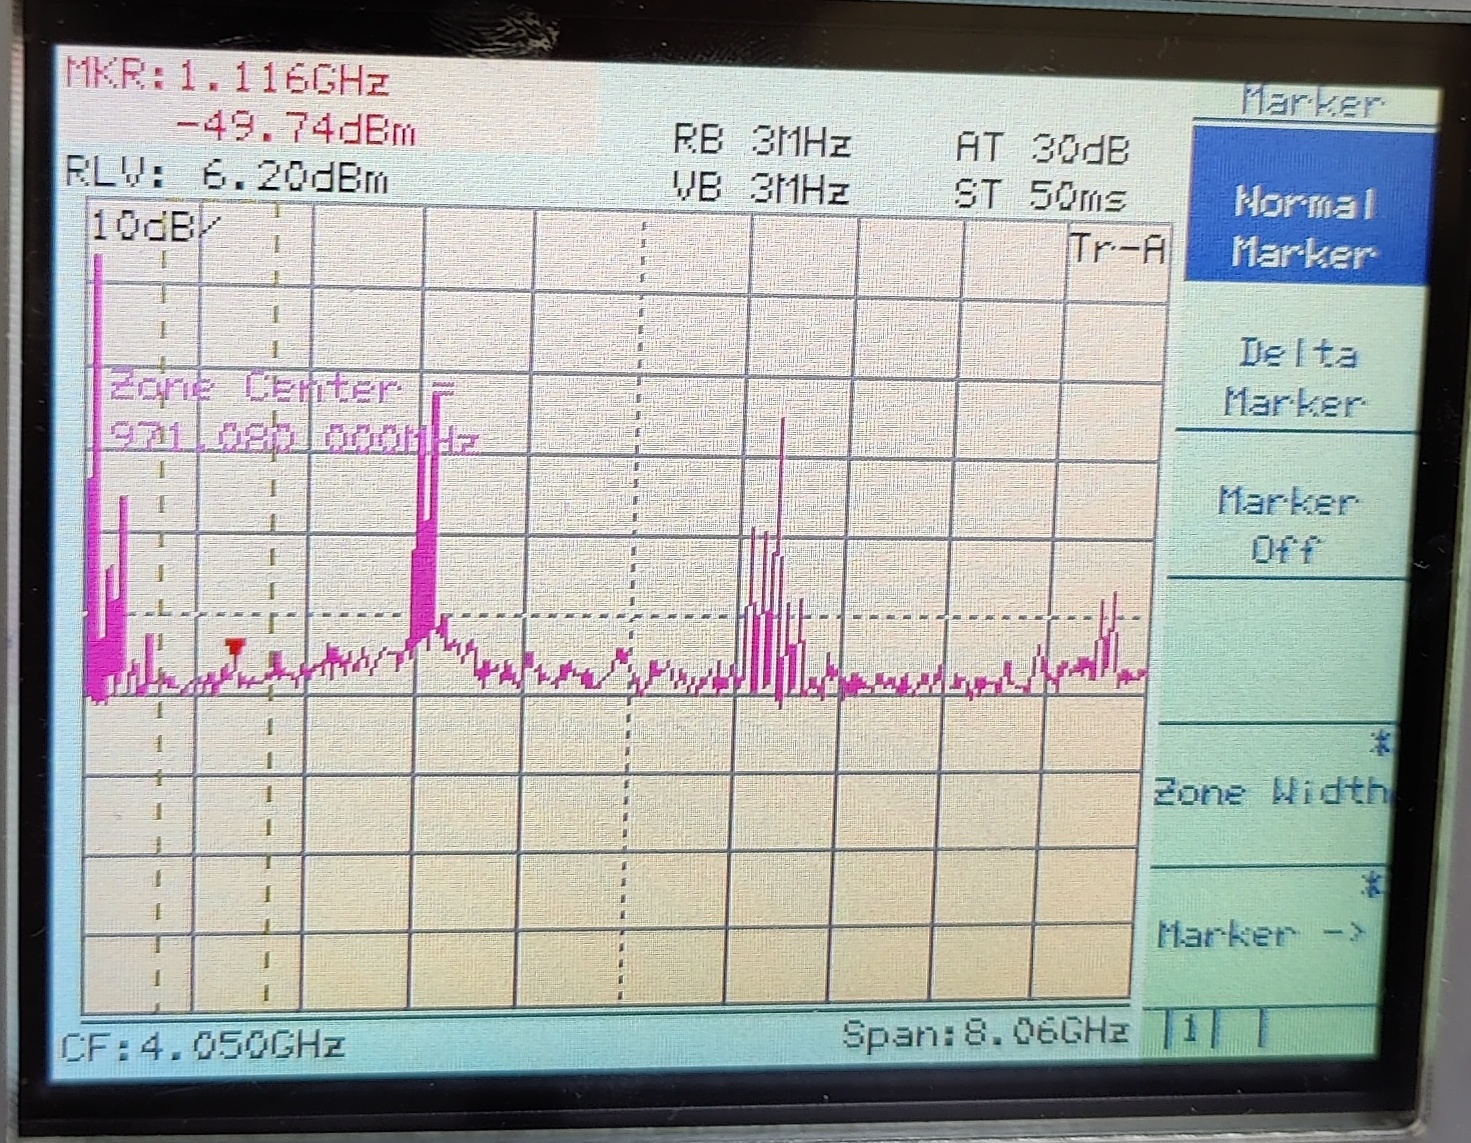 MKR:1.116GHz
-49.74dBm
RLV: 6.20dBm
RB 3MHz
AT 30dB
VB 3MHz
ST 50ms
10dB/
Tr-A
Zone Center
971.080 000MHz
CF:4.050GHz
Span:8.06GHz
Marker
Normal
Marker
Delta
Marker
Marker
Off
*
Zone Width
*
Marker ->
|1| |